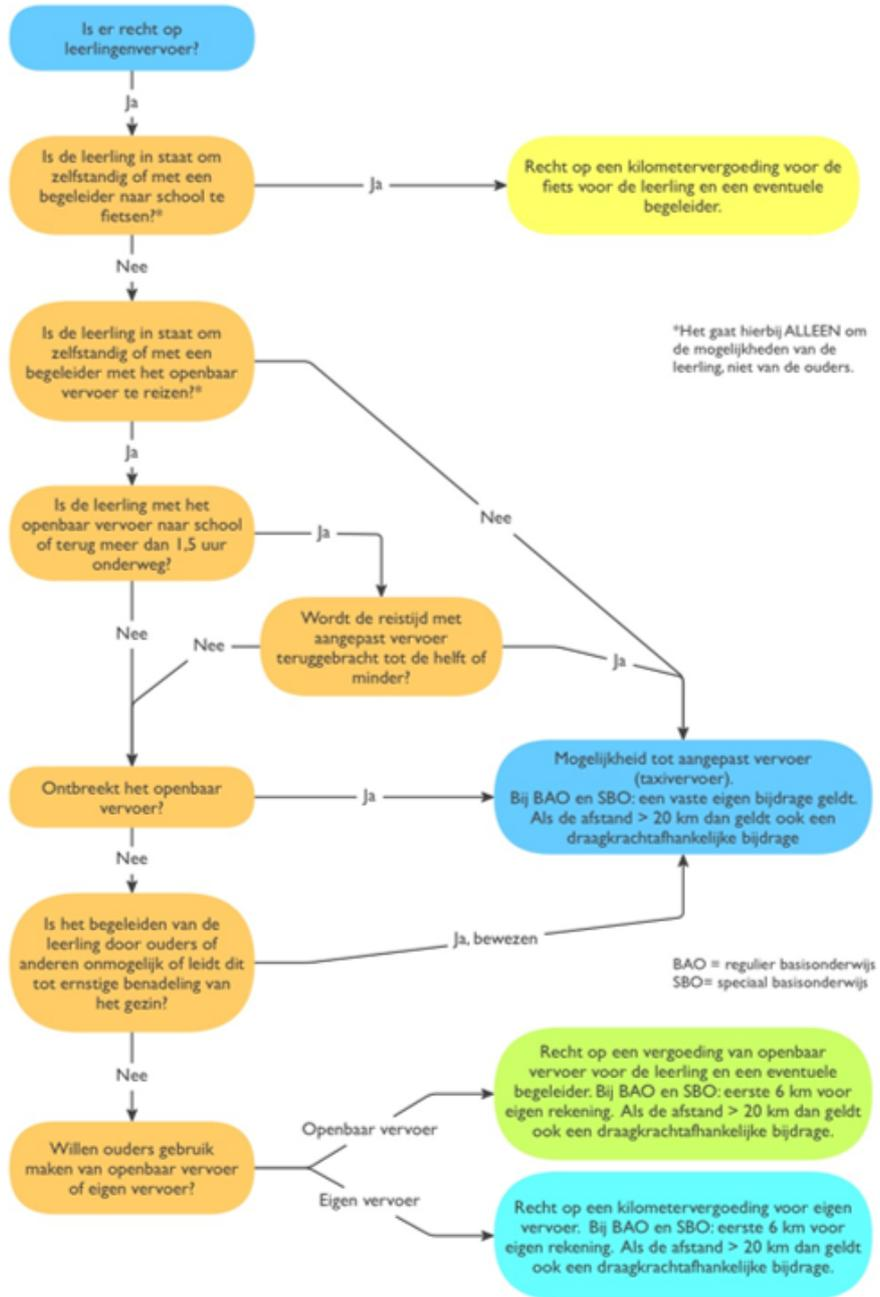 Is er recht op
leerlingenvervoer?
Ja
Is de leerling in staat om
zelfstandig of met een
begeleider naar school te
fietsen?*
Ja
Recht op een kilometervergoeding voor de
fiets voor de leerling en een eventuele
begeleider.
Nee
Is de leerling in staat om
zelfstandig of met een
begeleider met het openbaar
vervoer te reizen?*
*Het gaat hierbij ALLEEN om
de mogelijkheden van de
leerling, niet van de ouders.
Ja
Nee
Is de leerling met het
openbaar vervoer naar school
of terug meer dan 1,5 uur
onderweg?
Ja
Nee
Wordt de reistijd met
aangepast vervoer
teruggebracht tot de helft of
minder?
Nee
Ja
Ontbreekt het openbaar
vervoer?
Ja
Mogelijkheid tot aangepast vervoer
(taxivervoer).
Bij BAO en SBO: een vaste eigen bijdrage geldt.
Als de afstand > 20 km dan geldt ook een
draagkrachtafhankelijke bijdrage
Nee
Is het begeleiden van de
leerling door ouders of
anderen onmogelijk of leidt dit
tot ernstige benadeling van
het gezin?
Ja, bewezen
BAO = regulier basisonderwijs
SBO= speciaal basisonderwijs
Nee
Willen ouders gebruik
maken van openbaar vervoer
of eigen vervoer?
Openbaar vervoer
Recht op een vergoeding van openbaar
vervoer voor de leerling en een eventuele
begeleider. Bij BAO en SBO: eerste 6 km voor
eigen rekening. Als de afstand > 20 km dan geldt
ook een draagkrachtafhankelijke bijdrage.
Eigen vervoer
Recht op een kilometervergoeding voor eigen
vervoer. Bij BAO en SBO: eerste 6 km voor
eigen rekening. Als de afstand > 20 km dan geldt
ook een draagkrachtafhankelijke bijdrage.